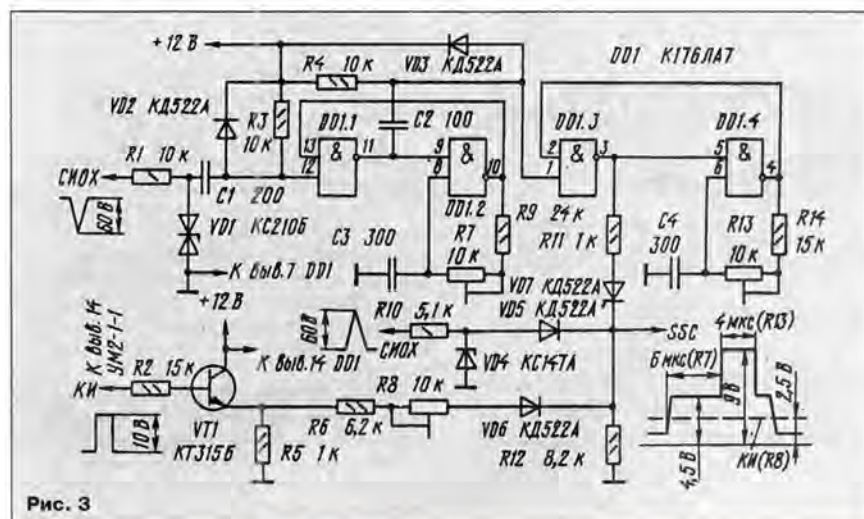 +12 В
R4 10 к
VD3 КД522А
DD1 К176ЛА7
VD2 КД522А
R3
10 к
DD1.1
&
13
12
11
C2 100
9
8
&
10
DD1.2
DD1.3
2
1
&
3
DD1.4
5
6
&
4
R1 10 к
СИОХ
60 В
C1 200
VD1 КС210Б
К выв.7 DD1
C3 300
R7
10 к
R9 24 к
R11 1 к
C4
300
R13
10 к
R14
15 к
VD7 КД522А
VD5 КД522А
+12 В
К выв. 14
УМ2-1-1
КИ
R2 15 к
10 В
VT1
КТ315Б
К выв.14 DD1
60 В
СИОХ
R10
5,1 к
VD4 КС147А
SSC
4 мкс(R13)
6 мкс(R7)
9 В
2,5 В
4,5 В
КИ(R8)
R8
10 к
R6
6,2 к
R5 1 к
VD6 КД522А
R12 8,2 к
Рис. 3